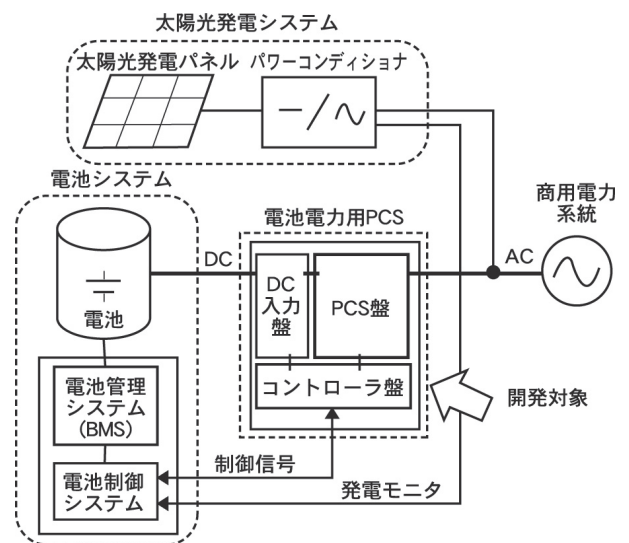 太陽光発電システム
太陽光発電パネル パワーコンディショナ
電池システム
電池
電池管理
システム
(BMS)
電池制御
システム
DC
電池電力用PCS
DC
入力
盤
PCS盤
コントローラ盤
AC
商用電力
系統
開発対象
制御信号
発電モニタ